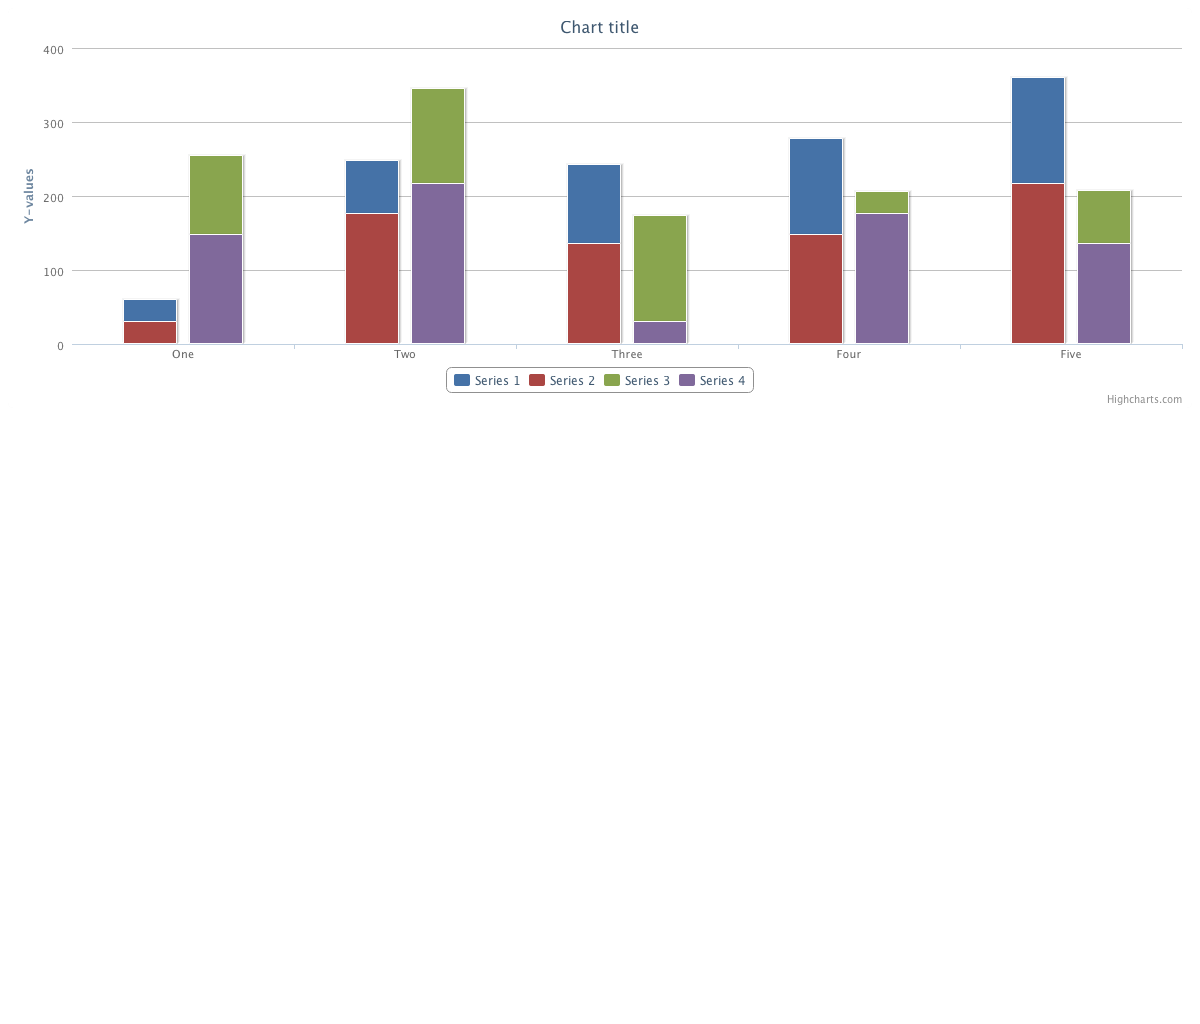 Chart title
400
300
200
100
0
Y-values
One Two Three Four Five
Series 1 Series 2 Series 3 Series 4
Highcharts.com